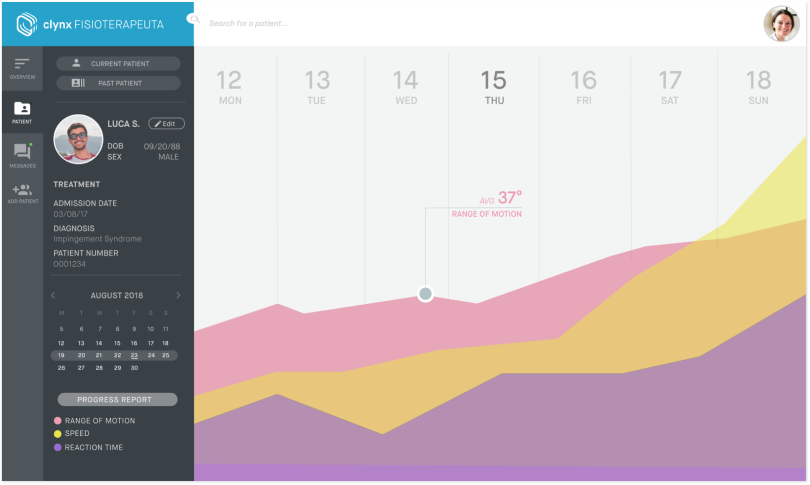 clynx FISIOTERAPEUTA
Search for a patient...
OVERVIEW
PATIENT
MESSAGES
ADD PATIENT
CURRENT PATIENT
PAST PATIENT
LUCA S.
Edit
DOB 09/20/88
SEX MALE
TREATMENT
ADMISSION DATE
03/08/17
DIAGNOSIS
Impingement Syndrome
PATIENT NUMBER
0001234
AUGUST 2018
M T W T F S S
5 6 7 8 9 10 11
12 13 14 15 16 17 18
19 20 21 22 23 24 25
26 27 28 29 30
PROGRESS REPORT
RANGE OF MOTION
SPEED
REACTION TIME
12 13 14 15 16 17 18
MON TUE WED THU FRI SAT SUN
AVG 37°
RANGE OF MOTION